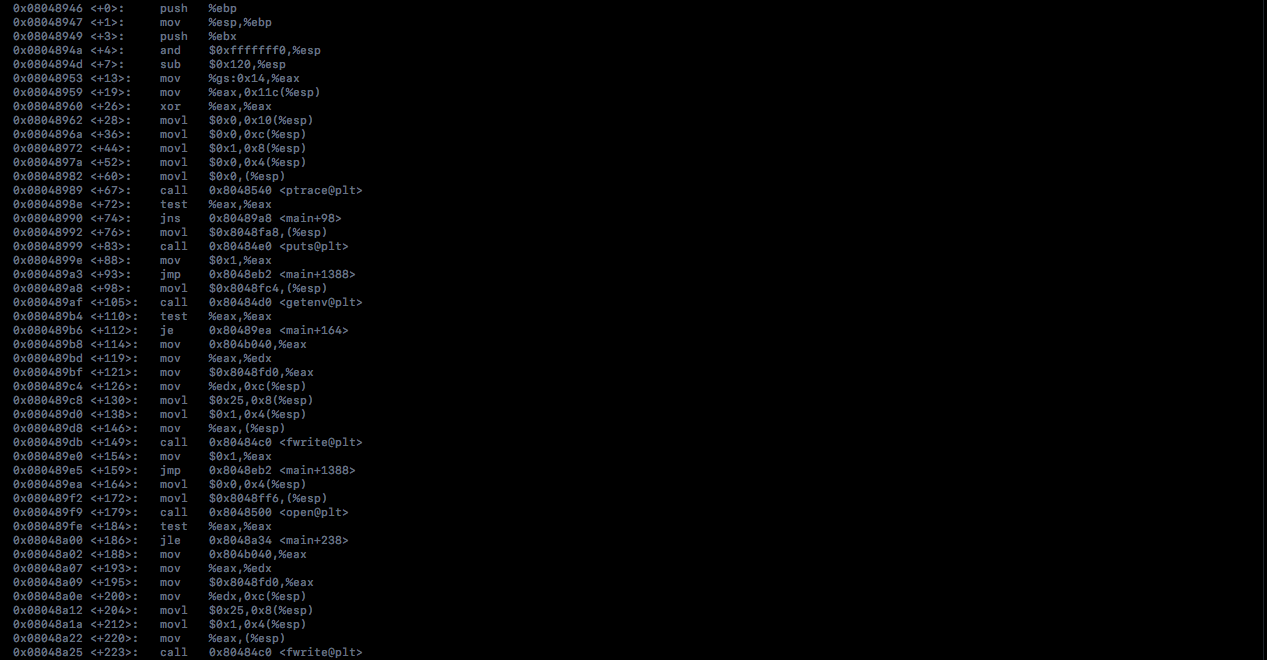 0x08048946 <+0>: push %ebp
0x08048947 <+1>: mov %esp,%ebp
0x08048949 <+3>: push %ebx
0x0804894a <+4>: and $0xfffffff0,%esp
0x0804894d <+7>: sub $0x120,%esp
0x08048953 <+13>: mov %gs:0x14,%eax
0x08048959 <+19>: mov %eax,0x11c(%esp)
0x08048960 <+26>: xor %eax,%eax
0x08048962 <+28>: movl $0x0,0x10(%esp)
0x0804896a <+36>: movl $0x0,0xc(%esp)
0x08048972 <+44>: movl $0x1,0x8(%esp)
0x0804897a <+52>: movl $0x0,0x4(%esp)
0x08048982 <+60>: movl $0x0,(%esp)
0x08048989 <+67>: call 0x8048540 <ptrace@plt>
0x0804898e <+72>: test %eax,%eax
0x08048990 <+74>: jns 0x80489a8 <main+98>
0x08048992 <+76>: movl $0x8048fa8,(%esp)
0x08048999 <+83>: call 0x80484e0 <puts@plt>
0x0804899e <+88>: mov $0x1,%eax
0x080489a3 <+93>: jmp 0x8048eb2 <main+1388>
0x080489a8 <+98>: movl $0x8048fc4,(%esp)
0x080489af <+105>: call 0x80484d0 <getenv@plt>
0x080489b4 <+110>: test %eax,%eax
0x080489b6 <+112>: je 0x80489ea <main+164>
0x080489b8 <+114>: mov 0x804b040,%eax
0x080489bd <+119>: mov %eax,%edx
0x080489bf <+121>: mov $0x8048fd0,%eax
0x080489c4 <+126>: mov %edx,0xc(%esp)
0x080489c8 <+130>: movl $0x25,0x8(%esp)
0x080489d0 <+138>: movl $0x1,0x4(%esp)
0x080489d8 <+146>: mov %eax,(%esp)
0x080489db <+149>: call 0x80484c0 <fwrite@plt>
0x080489e0 <+154>: mov $0x1,%eax
0x080489e5 <+159>: jmp 0x8048eb2 <main+1388>
0x080489ea <+164>: movl $0x0,0x4(%esp)
0x080489f2 <+172>: movl $0x8048ff6,(%esp)
0x080489f9 <+179>: call 0x8048500 <open@plt>
0x080489fe <+184>: test %eax,%eax
0x08048a00 <+186>: jle 0x8048a34 <main+238>
0x08048a02 <+188>: mov 0x804b040,%eax
0x08048a07 <+193>: mov %eax,%edx
0x08048a09 <+195>: mov $0x8048fd0,%eax
0x08048a0e <+200>: mov %edx,0xc(%esp)
0x08048a12 <+204>: movl $0x25,0x8(%esp)
0x08048a1a <+212>: movl $0x1,0x4(%esp)
0x08048a22 <+220>: mov %eax,(%esp)
0x08048a25 <+223>: call 0x80484c0 <fwrite@plt>